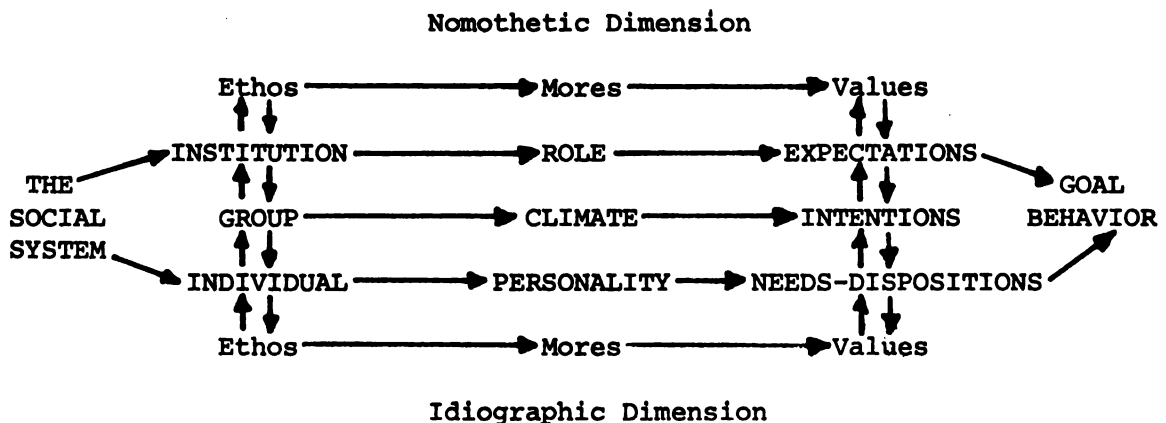 Nomothetic Dimension
Ethos Mores Values
INSTITUTION ROLE EXPECTATIONS
THE GOAL
SOCIAL GROUP CLIMATE INTENTIONS BEHAVIOR
SYSTEM
INDIVIDUAL PERSONALITY NEEDS-DISPOSITIONS
Ethos Mores Values
Idiographic Dimension